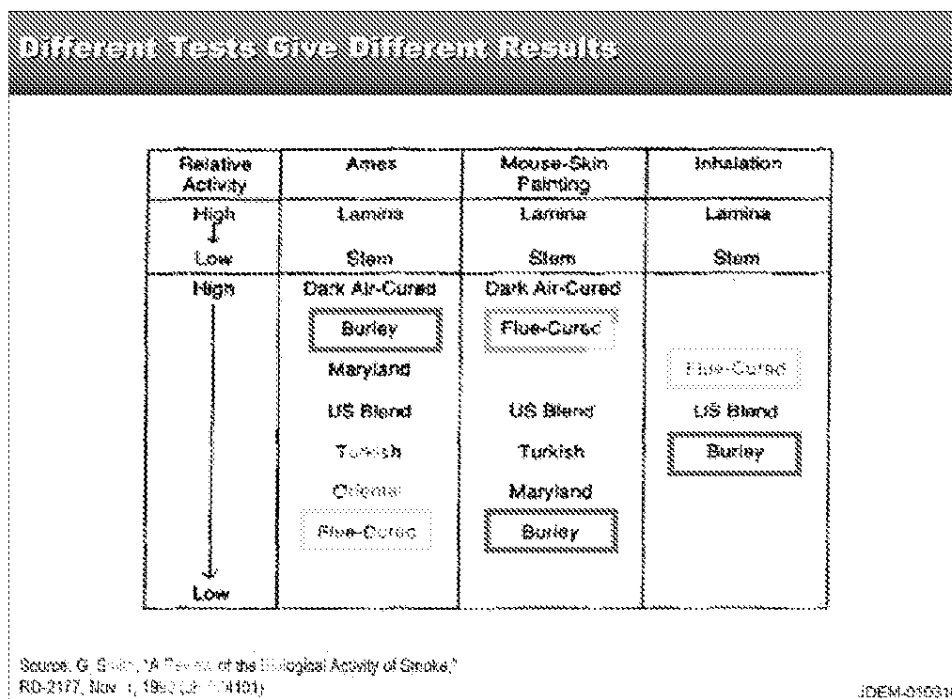 Different Tests Give Different Results
Relative Activity Ames Mouse-Skin Painting Inhalation
High Lamina Lamina Lamina
Low Stem Stem Stem
High Dark Air-Cured Dark Air-Cured
Burley Flue-Cured
Maryland Flue-Cured
US Blend US Blend US Blend
Turkish Turkish Burley
Oriental Maryland
Flue-Cured Burley
Low
Source: G. "A Review of the Biological Activity of Smoke,"
RD-2177, Nov.